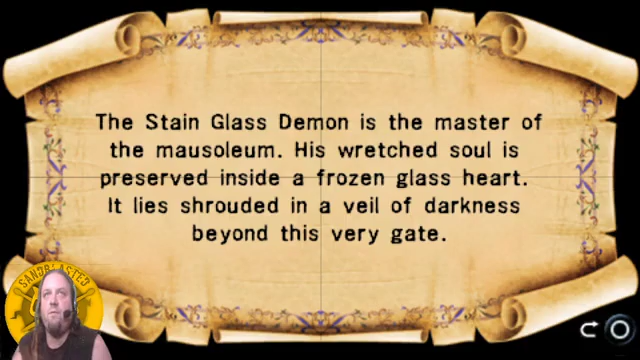 The Stain Glass Demon is the master of
the mausoleum. His wretched soul is
preserved inside a frozen glass heart.
It lies shrouded in a veil of darkness
beyond this very gate.
SANDBLASTED